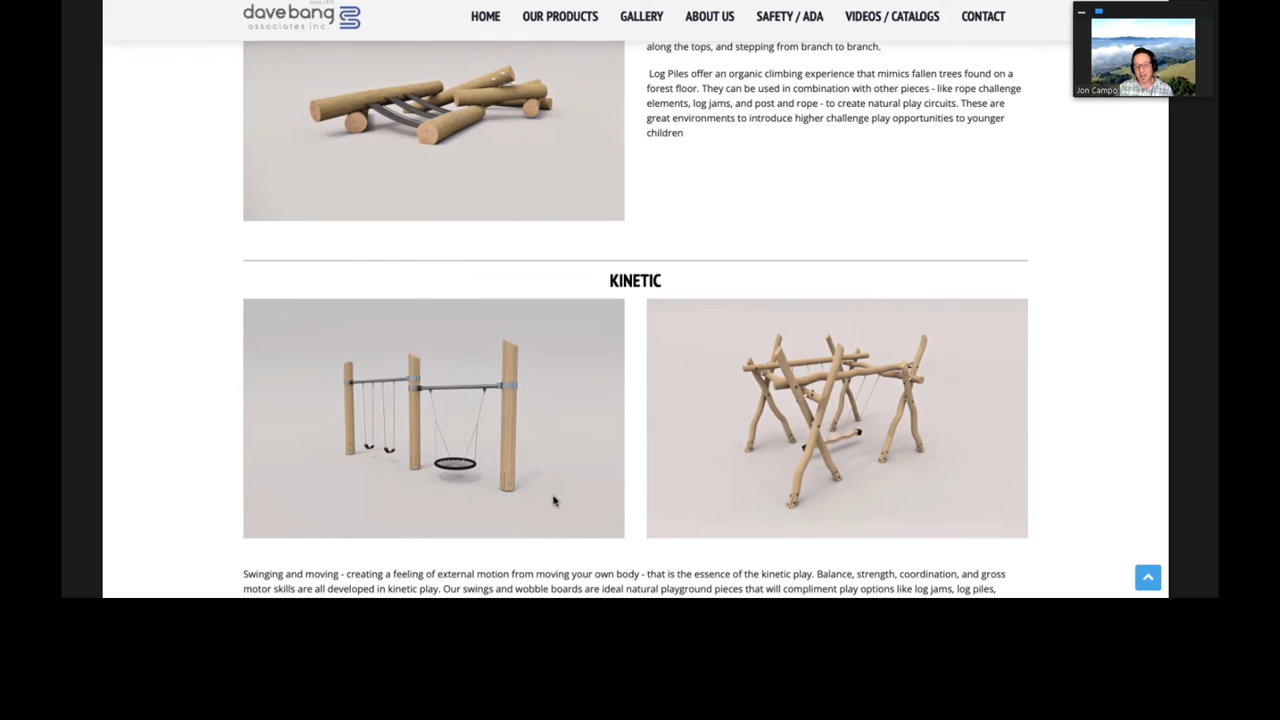 since 1979
dave bang
associates inc.
HOME
OUR PRODUCTS
GALLERY
ABOUT US
SAFETY / ADA
VIDEOS / CATALOGS
CONTACT
Jon Campo
along the tops, and stepping from branch to branch.
Log Piles offer an organic climbing experience that mimics fallen trees found on a
forest floor. They can be used in combination with other pieces - like rope challenge
elements, log jams, and post and rope - to create natural play circuits. These are
great environments to introduce higher challenge play opportunities to younger
children
KINETIC
Swinging and moving - creating a feeling of external motion from moving your own body - that is the essence of the kinetic play. Balance, strength, coordination, and gross
motor skills are all developed in kinetic play. Our swings and wobble boards are ideal natural playground pieces that will compliment play options like log jams, log piles,